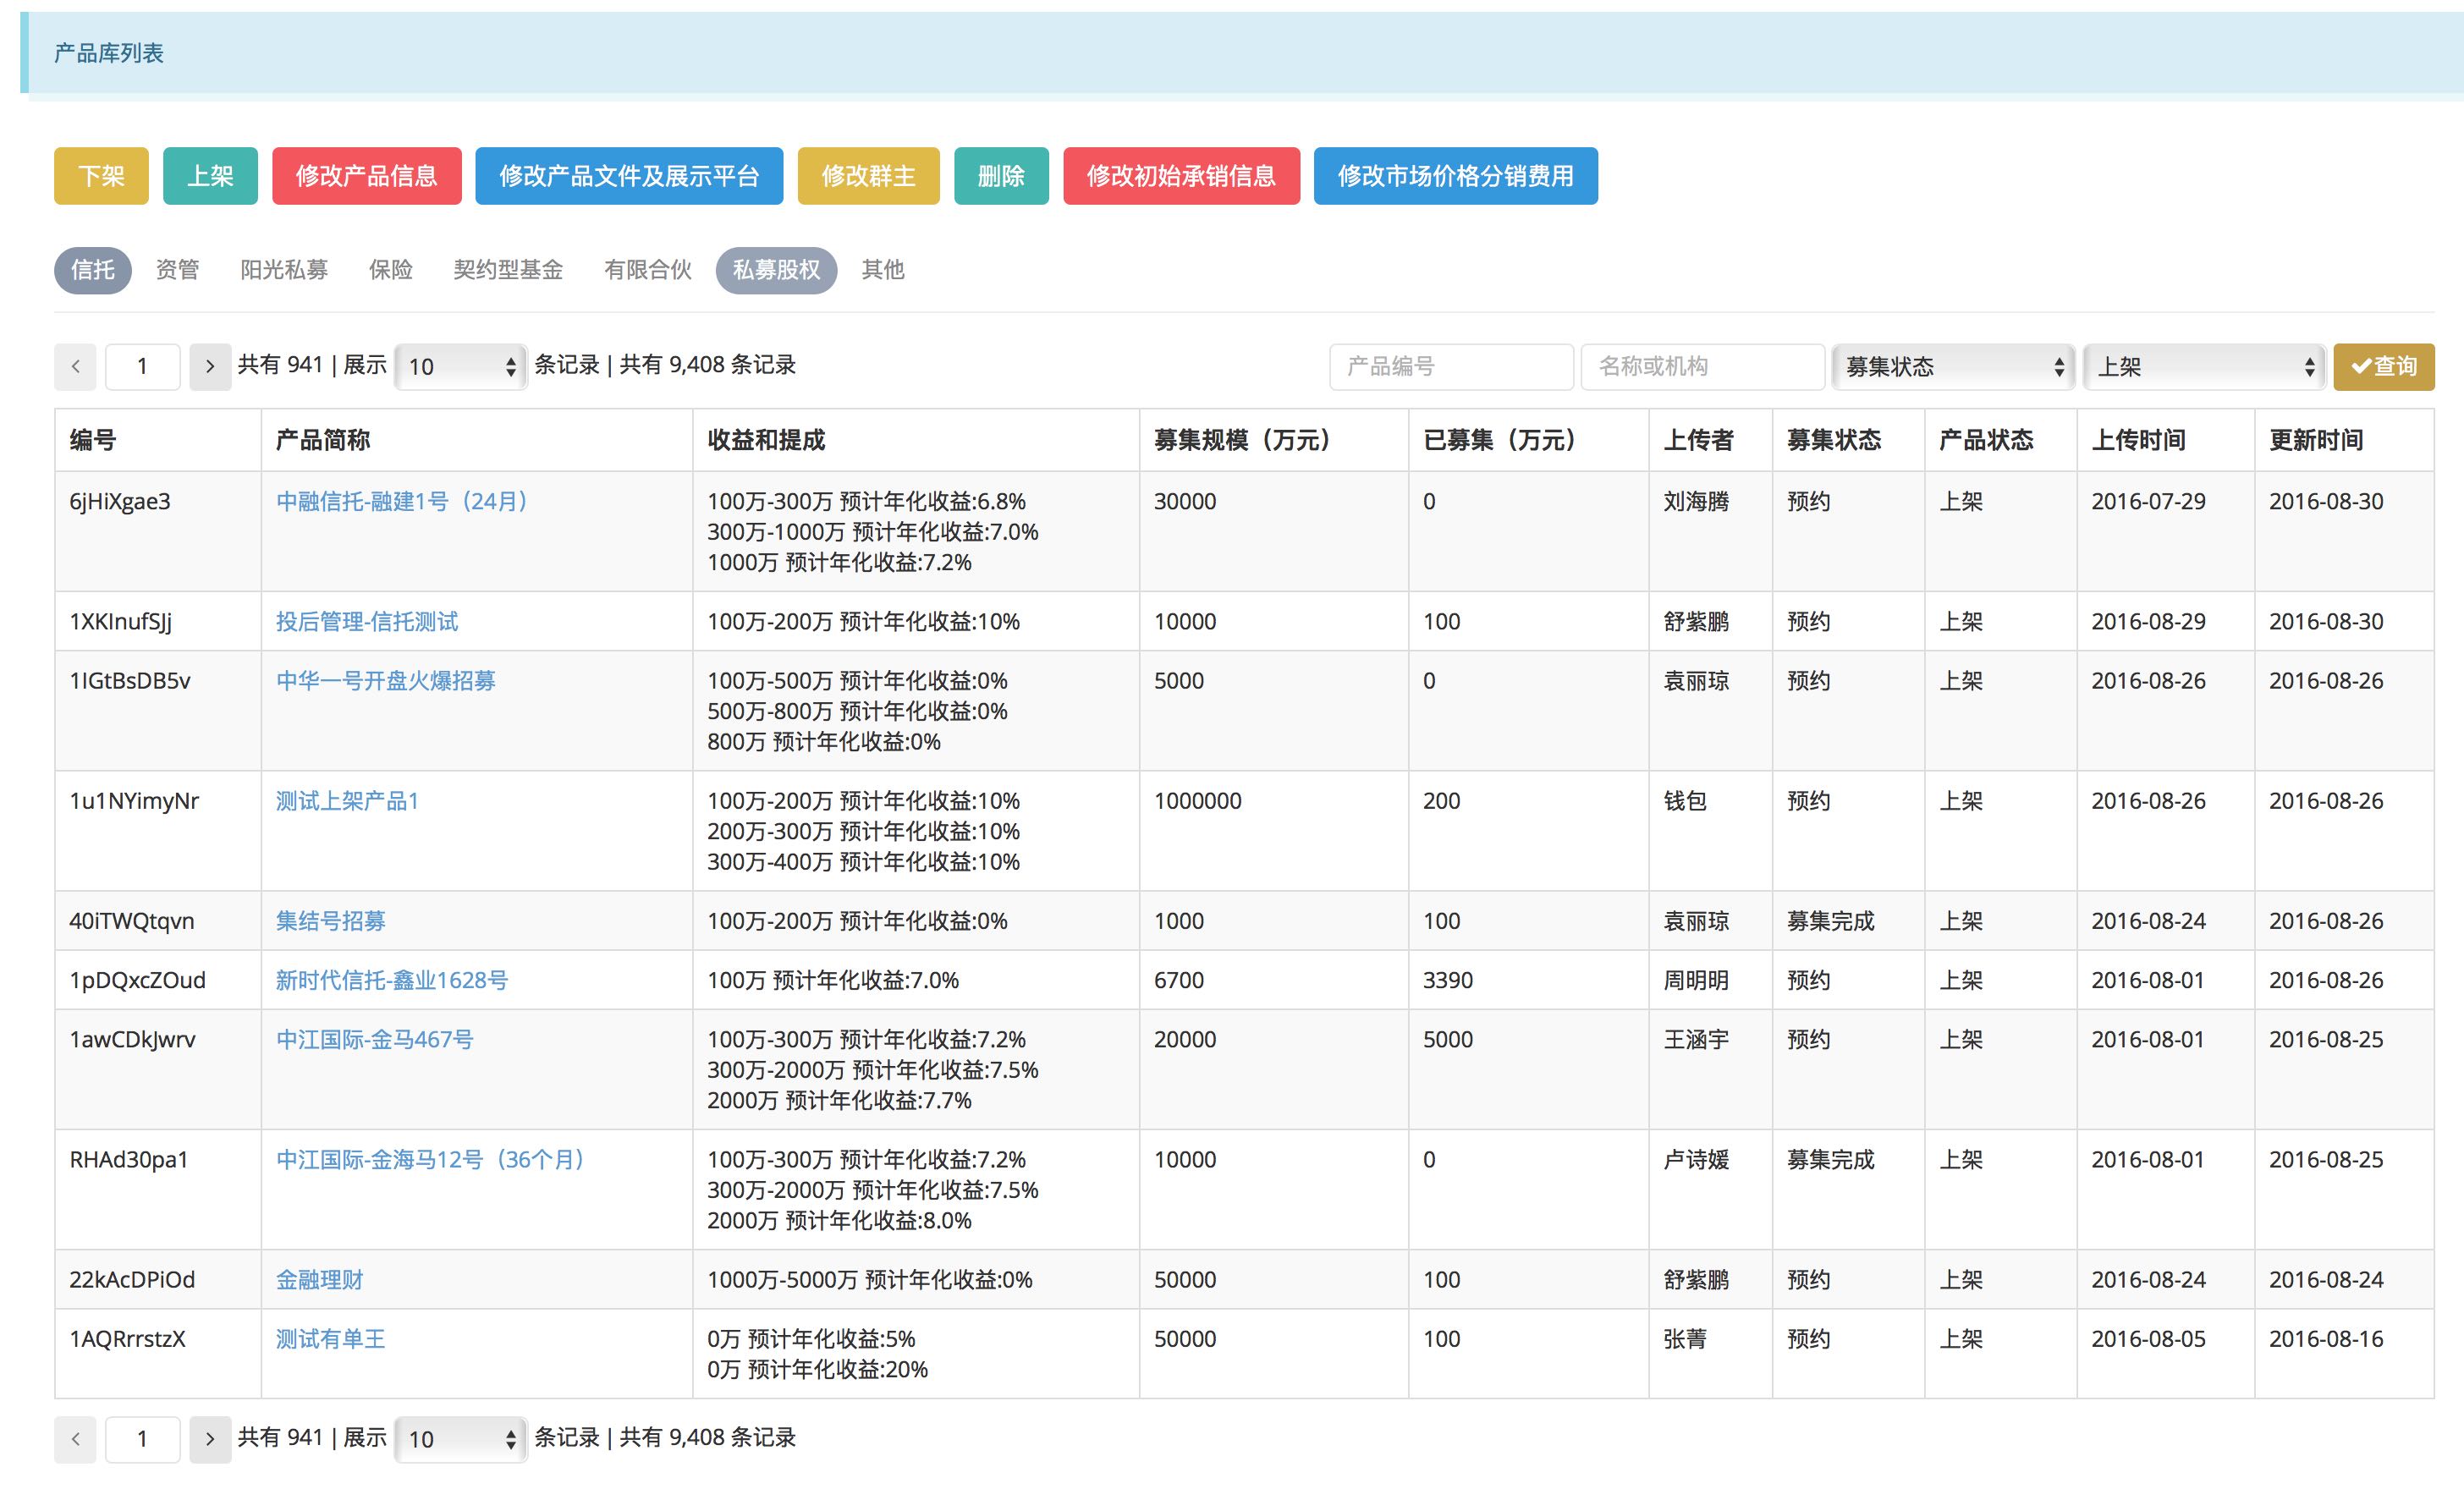 产品库列表
下架 上架 修改产品信息 修改产品文件及展示平台 修改群主 删除 修改初始承销信息 修改市场价格分销费用
信托 资管 阳光私募 保险 契约型基金 有限合伙 私募股权 其他
1 共有 941 | 展示 10 条记录 | 共有 9,408 条记录 产品编号 名称或机构 募集状态 上架 查询
编号 产品简称 收益和提成 募集规模（万元） 已募集（万元） 上传者 募集状态 产品状态 上传时间 更新时间
6jHiXgae3 中融信托-融建1号（24月） 100万-300万 预计年化收益:6.8% 30000 0 刘海腾 预约 上架 2016-07-29 2016-08-30
300万-1000万 预计年化收益:7.0%
1000万 预计年化收益:7.2%
1XKInufSJj 投后管理-信托测试 100万-200万 预计年化收益:10% 10000 100 舒紫鹏 预约 上架 2016-08-29 2016-08-30
1IGtBsDB5v 中华一号开盘火爆招募 100万-500万 预计年化收益:0% 5000 0 袁丽琼 预约 上架 2016-08-26 2016-08-26
500万-800万 预计年化收益:0%
800万 预计年化收益:0%
1u1NYimyNr 测试上架产品1 100万-200万 预计年化收益:10% 1000000 200 钱包 预约 上架 2016-08-26 2016-08-26
200万-300万 预计年化收益:10%
300万-400万 预计年化收益:10%
40iTWQtqvn 集结号招募 100万-200万 预计年化收益:0% 1000 100 袁丽琼 募集完成 上架 2016-08-24 2016-08-26
1pDQxcZOud 新时代信托-鑫业1628号 100万 预计年化收益:7.0% 6700 3390 周明明 预约 上架 2016-08-01 2016-08-26
1awCDkJwrv 中江国际-金马467号 100万-300万 预计年化收益:7.2% 20000 5000 王涵宇 预约 上架 2016-08-01 2016-08-25
300万-2000万 预计年化收益:7.5%
2000万 预计年化收益:7.7%
RHAd30pa1 中江国际-金海马12号（36个月） 100万-300万 预计年化收益:7.2% 10000 0 卢诗媛 募集完成 上架 2016-08-01 2016-08-25
300万-2000万 预计年化收益:7.5%
2000万 预计年化收益:8.0%
22kAcDPiOd 金融理财 1000万-5000万 预计年化收益:0% 50000 100 舒紫鹏 预约 上架 2016-08-24 2016-08-24
1AQRrrstzX 测试有单王 0万 预计年化收益:5% 50000 100 张菁 预约 上架 2016-08-05 2016-08-16
0万 预计年化收益:20%
1 共有 941 | 展示 10 条记录 | 共有 9,408 条记录